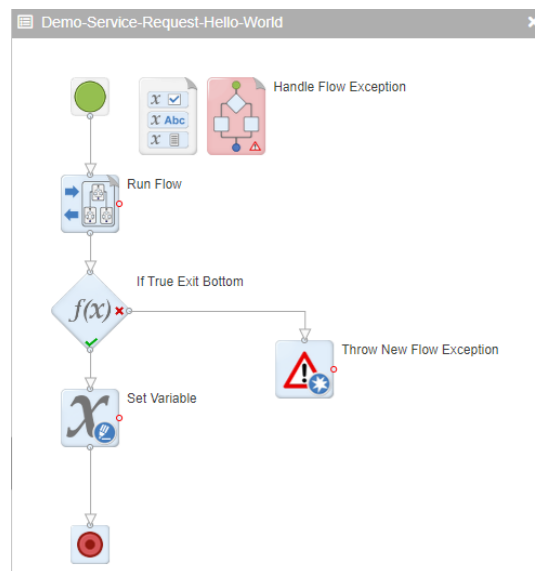 Demo-Service-Request-Hello-World
Handle Flow Exception
x
x Abc
x
Run Flow
If True Exit Bottom
f(x)
Throw New Flow Exception
Set Variable
x